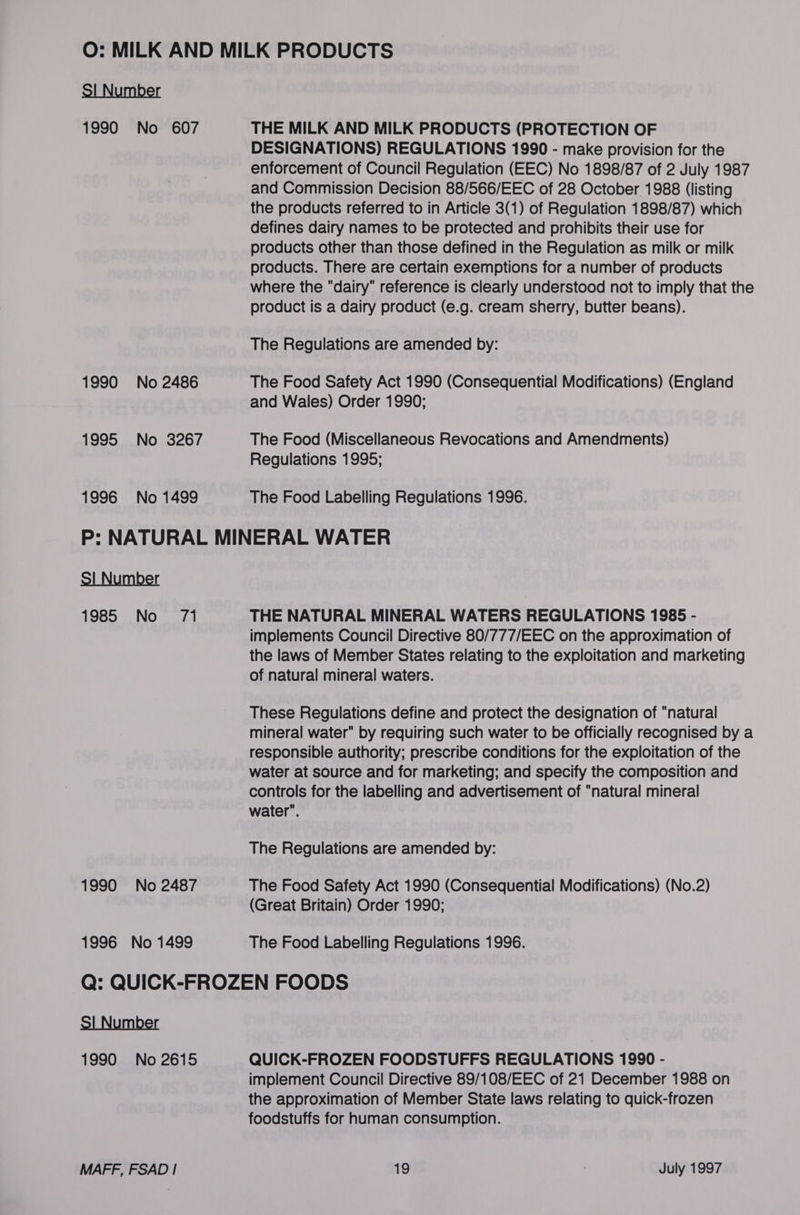 O: MILK AND MILK PRODUCTS
SI Number
1990 No 607 THE MILK AND MILK PRODUCTS (PROTECTION OF
DESIGNATIONS) REGULATIONS 1990 - make provision for the
enforcement of Council Regulation (EEC) No 1898/87 of 2 July 1987
and Commission Decision 88/566/EEC of 28 October 1988 (listing
the products referred to in Article 3(1) of Regulation 1898/87) which
defines dairy names to be protected and prohibits their use for
products other than those defined in the Regulation as milk or milk
products. There are certain exemptions for a number of products
where the "dairy" reference is clearly understood not to imply that the
product is a dairy product (e.g. cream sherry, butter beans).
The Regulations are amended by:
1990 No 2486 The Food Safety Act 1990 (Consequential Modifications) (England
and Wales) Order 1990;
1995 No 3267 The Food (Miscellaneous Revocations and Amendments)
Regulations 1995;
1996 No 1499 The Food Labelling Regulations 1996.
P: NATURAL MINERAL WATER
SI Number
1985 No 71 THE NATURAL MINERAL WATERS REGULATIONS 1985 -
implements Council Directive 80/777/EEC on the approximation of
the laws of Member States relating to the exploitation and marketing
of natural mineral waters.
These Regulations define and protect the designation of "natural
mineral water" by requiring such water to be officially recognised by a
responsible authority; prescribe conditions for the exploitation of the
water at source and for marketing; and specify the composition and
controls for the labelling and advertisement of "natural mineral
water".
The Regulations are amended by:
1990 No 2487 The Food Safety Act 1990 (Consequential Modifications) (No.2)
(Great Britain) Order 1990;
1996 No 1499 The Food Labelling Regulations 1996.
Q: QUICK-FROZEN FOODS
SI Number
1990 No 2615 QUICK-FROZEN FOODSTUFFS REGULATIONS 1990 -
implement Council Directive 89/108/EEC of 21 December 1988 on
the approximation of Member State laws relating to quick-frozen
foodstuffs for human consumption.
MAFF, FSAD I 19 July 1997